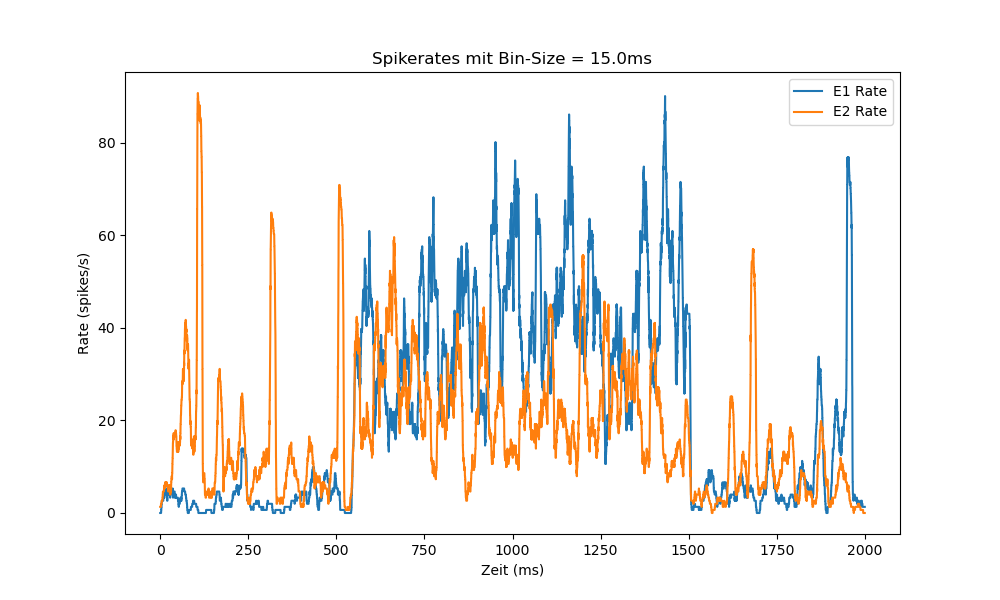 Spikerates mit Bin-Size = 15.0ms
E1 Rate
E2 Rate
80
60
40
20
0
Rate (spikes/s)
0 250 500 750 1000 1250 1500 1750 2000
Zeit (ms)